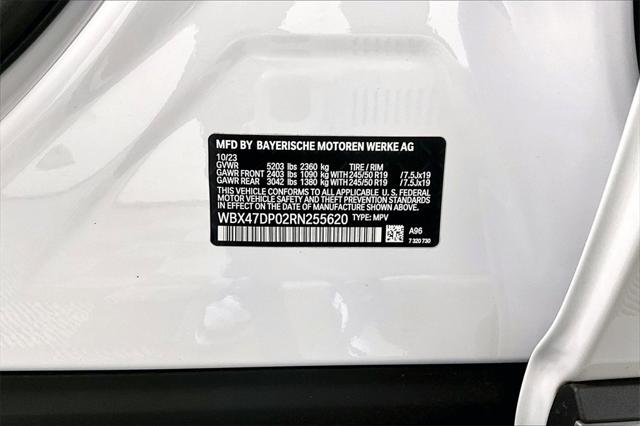 MFD BY BAYERISCHE MOTOREN WERKE AG
10/23
GVWR 5203 lbs 2360 kg TIRE / RIM
GAWR FRONT 2403 lbs 1090 kg WITH 245/50 R19 /7.5Jx19
GAWR REAR 3042 lbs 1380 kg WITH 245/50 R19 /7.5Jx19
THIS VEHICLE CONFORMS TO ALL APPLICABLE U. S. FEDERAL
MOTOR VEHICLE SAFETY AND THEFT PREVENTION STANDARDS
IN EFFECT ON THE DATE OF MANUFACTURE SHOWN ABOVE.
WBX47DP02RN255620 TYPE: MPV
A96
7 320 730